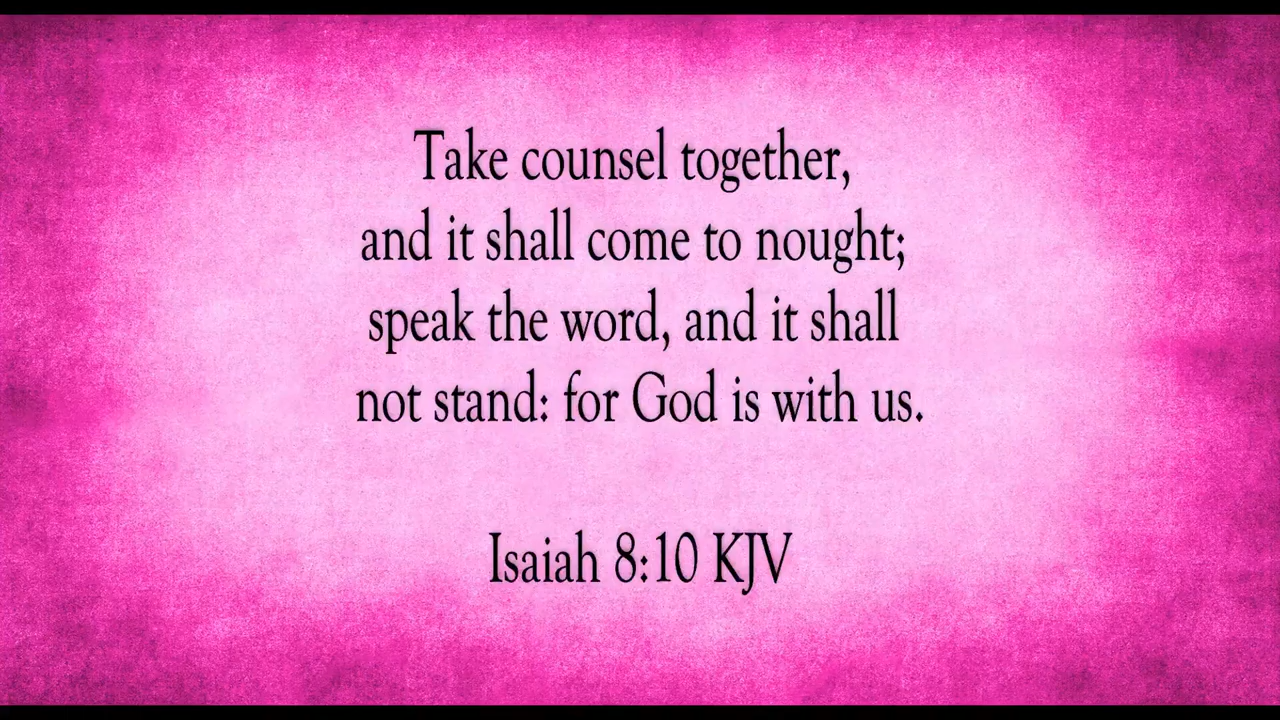 Take counsel together,
and it shall come to nought;
speak the word, and it shall
not stand: for God is with us.
Isaiah 8:10 KJV